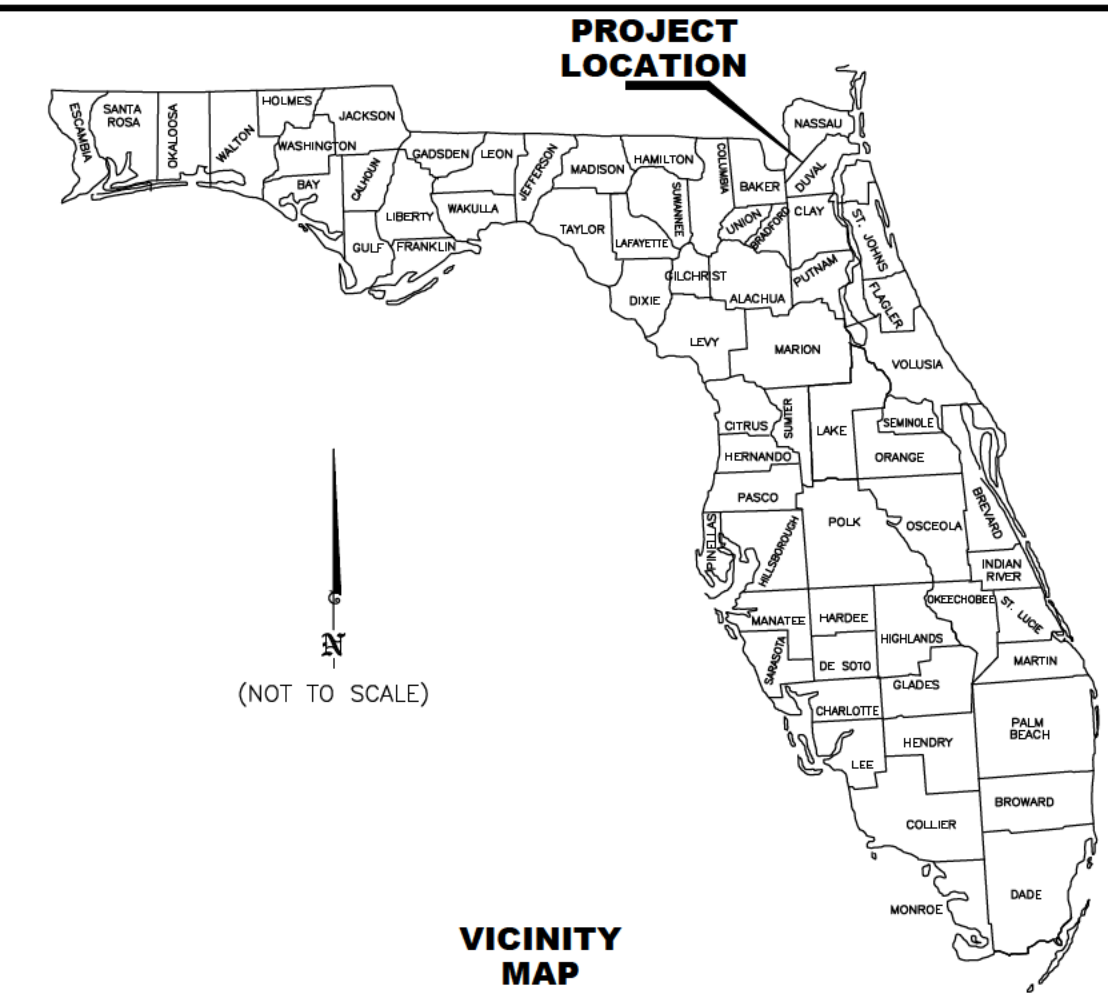 PROJECT
LOCATION
ESCAMBIA
SANTA
ROSA
OKALOOSA
WALTON
HOLMES
WASHINGTON
JACKSON
BAY
CALHOUN
GULF
GADSDEN
LIBERTY
FRANKLIN
LEON
WAKULLA
JEFFERSON
MADISON
TAYLOR
HAMILTON
SUWANNEE
LAFAYETTE
DIXIE
COLUMBIA
GILCHRIST
BAKER
UNION
BRADFORD
ALACHUA
LEVY
NASSAU
DUVAL
CLAY
ST. JOHNS
PUTNAM
FLAGLER
MARION
VOLUSIA
CITRUS
SUMTER
LAKE
SEMINOLE
HERNANDO
ORANGE
PASCO
PINELLAS
HILLSBOROUGH
POLK
OSCEOLA
BREVARD
INDIAN
RIVER
MANATEE
HARDEE
HIGHLANDS
OKEECHOBEE
ST. LUCIE
SARASOTA
DE SOTO
MARTIN
GLADES
CHARLOTTE
PALM
BEACH
LEE
HENDRY
BROWARD
COLLIER
MONROE
DADE
N
(NOT TO SCALE)
VICINITY
MAP